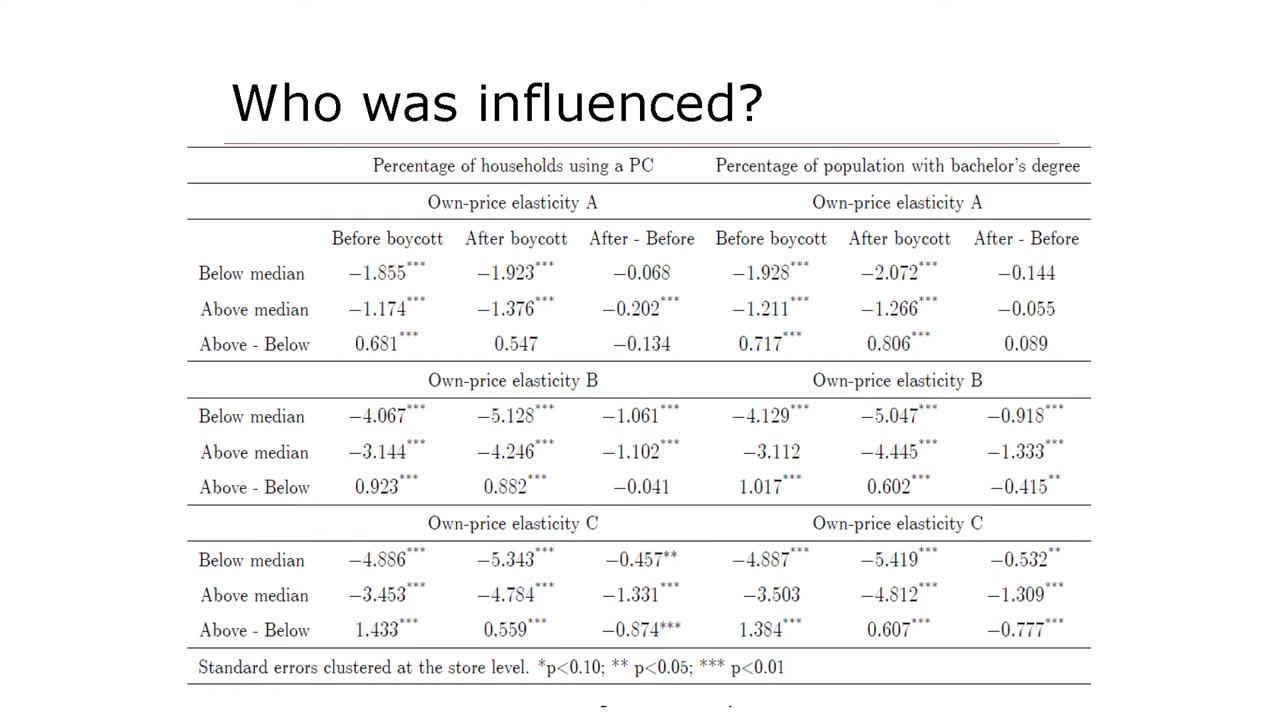 Who was influenced?
Percentage of households using a PC Percentage of population with bachelor's degree
Own-price elasticity A Own-price elasticity A
Before boycott After boycott After - Before Before boycott After boycott After - Before
Below median −1.855*** −1.923*** −0.068 −1.928*** −2.072*** −0.144
Above median −1.174*** −1.376*** −0.202*** −1.211*** −1.266*** −0.055
Above - Below 0.681*** 0.547 −0.134 0.717*** 0.806*** 0.089
Own-price elasticity B Own-price elasticity B
Below median −4.067*** −5.128*** −1.061*** −4.129*** −5.047*** −0.918***
Above median −3.144*** −4.246*** −1.102*** −3.112 −4.445*** −1.333***
Above - Below 0.923*** 0.882*** −0.041 1.017*** 0.602*** −0.415**
Own-price elasticity C Own-price elasticity C
Below median −4.886*** −5.343*** −0.457** −4.887*** −5.419*** −0.532**
Above median −3.453*** −4.784*** −1.331*** −3.503 −4.812*** −1.309***
Above - Below 1.433*** 0.559*** −0.874*** 1.384*** 0.607*** −0.777***
Standard errors clustered at the store level. *p<0.10; ** p<0.05; *** p<0.01